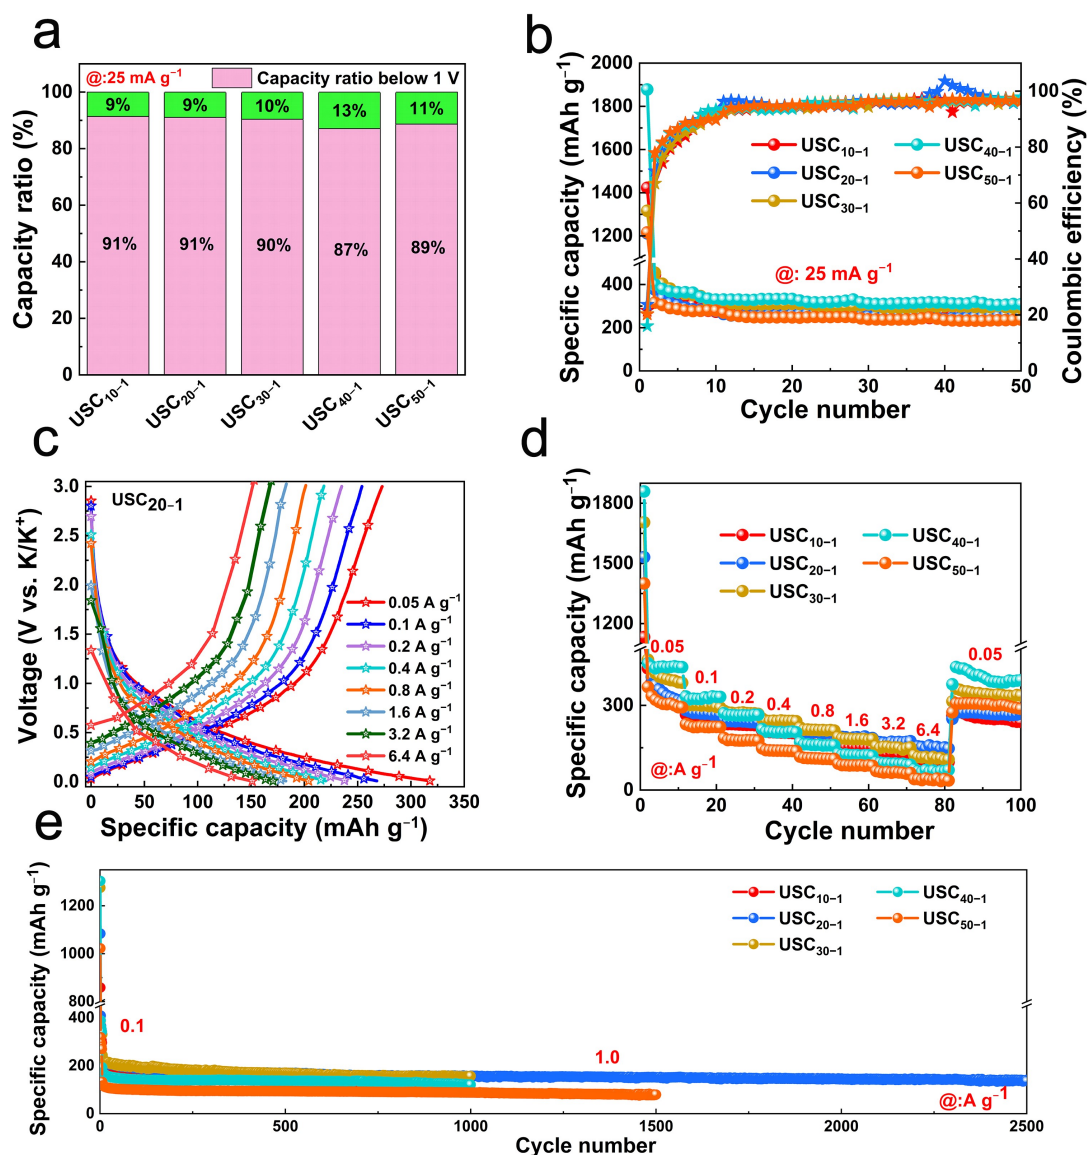 a
@:25 mA g⁻¹
Capacity ratio below 1 V
Capacity ratio (%)
100
80
60
40
20
0
9%
9%
10%
13%
11%
91%
91%
90%
87%
89%
USC₁₀₋₁
USC₂₀₋₁
USC₃₀₋₁
USC₄₀₋₁
USC₅₀₋₁
b
Specific capacity (mAh g⁻¹)
2000
1800
1600
1400
1200
400
200
0
USC₁₀₋₁
USC₄₀₋₁
USC₂₀₋₁
USC₅₀₋₁
USC₃₀₋₁
@: 25 mA g⁻¹
100
80
60
40
20
0
Coulombic efficiency (%)
0
10
20
30
40
50
Cycle number
c
Voltage (V vs. K/K⁺)
3.0
2.5
2.0
1.5
1.0
0.5
0.0
USC₂₀₋₁
0.05 A g⁻¹
0.1 A g⁻¹
0.2 A g⁻¹
0.4 A g⁻¹
0.8 A g⁻¹
1.6 A g⁻¹
3.2 A g⁻¹
6.4 A g⁻¹
0
50
100
150
200
250
300
350
Specific capacity (mAh g⁻¹)
d
Specific capacity (mAh g⁻¹)
1800
1500
1200
300
0
USC₁₀₋₁
USC₄₀₋₁
USC₂₀₋₁
USC₅₀₋₁
USC₃₀₋₁
0.05
0.1
0.2
0.4
0.8
1.6
3.2
6.4
0.05
@:A g⁻¹
0
20
40
60
80
100
Cycle number
e
Specific capacity (mAh g⁻¹)
1200
1000
800
400
200
0
USC₁₀₋₁
USC₄₀₋₁
USC₂₀₋₁
USC₅₀₋₁
USC₃₀₋₁
0.1
1.0
@:A g⁻¹
0
500
1000
1500
2000
2500
Cycle number